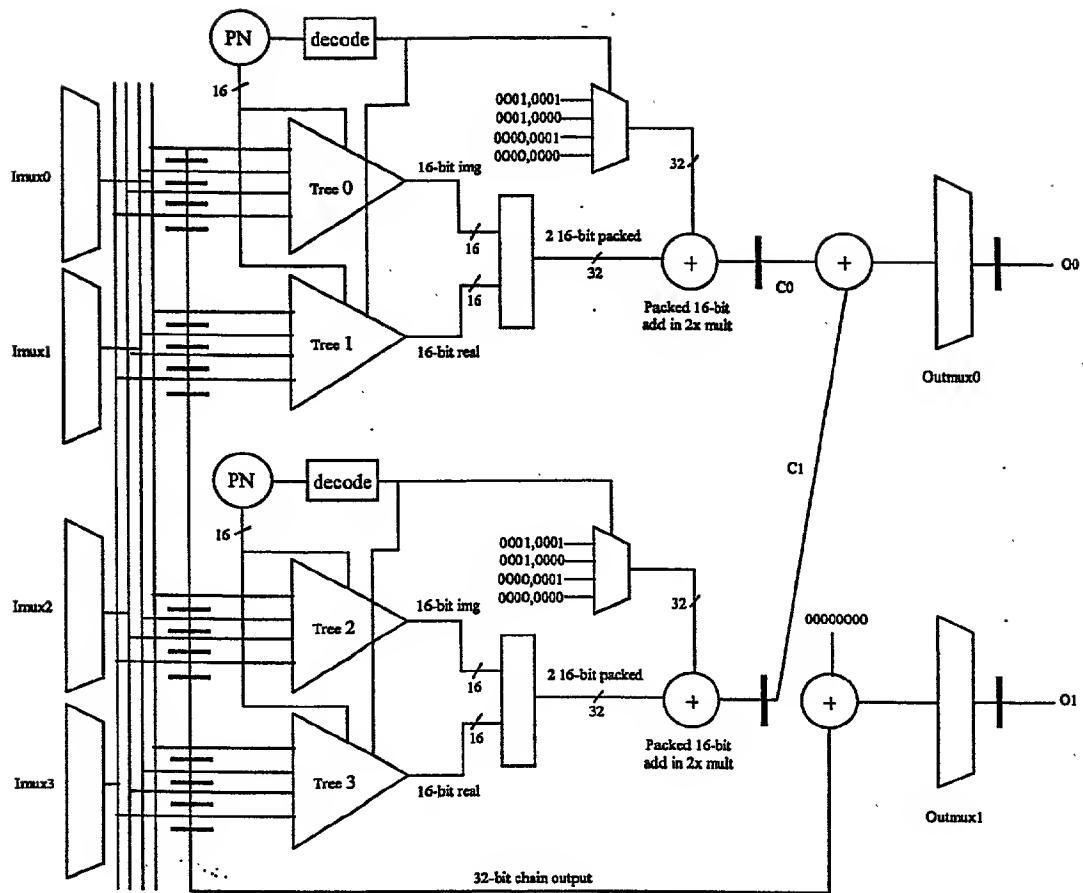 PN
decode
16
0001,0001
0001,0000
0000,0001
0000,0000
32
Imux0
Tree 0
16-bit img
16
2 16-bit packed
32
+
+
O0
C0
Packed 16-bit
add in 2x mult
16
Imux1
Tree 1
16-bit real
Outmux0
C1
PN
decode
16
0001,0001
0001,0000
0000,0001
0000,0000
32
Imux2
Tree 2
16-bit img
00000000
16
2 16-bit packed
32
+
+
O1
16
Packed 16-bit
add in 2x mult
Imux3
Tree 3
16-bit real
Outmux1
32-bit chain output